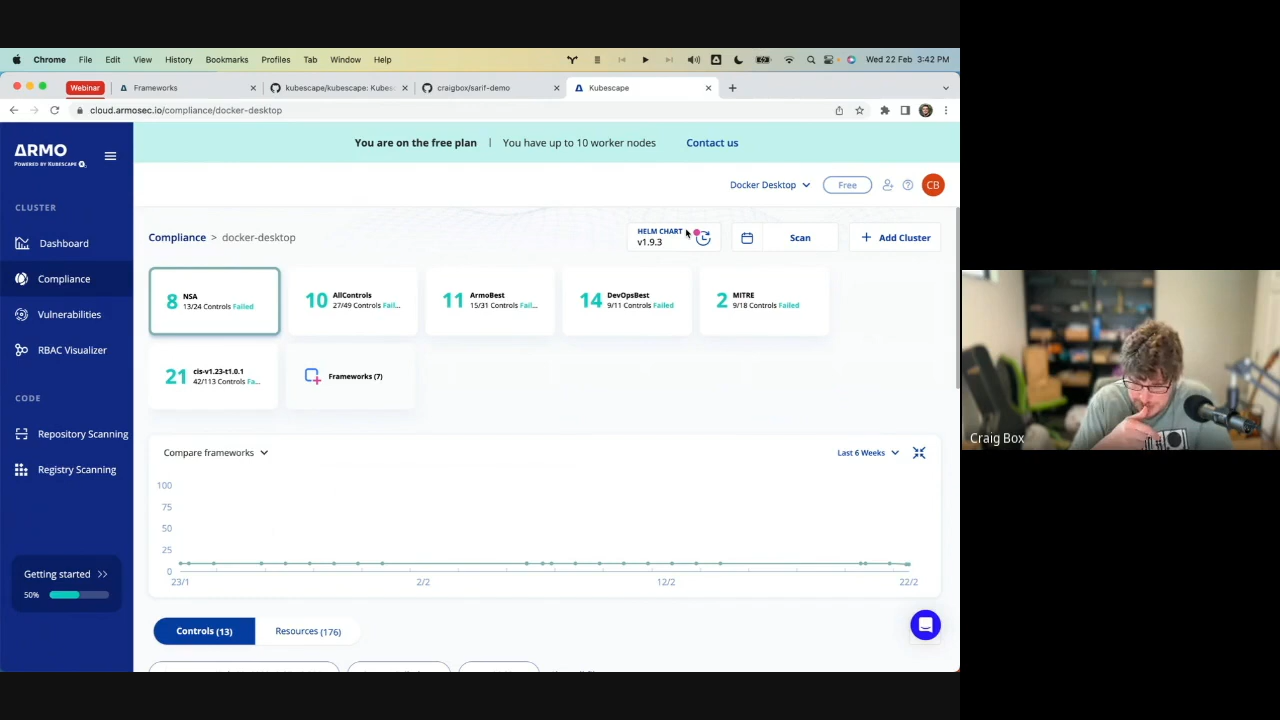 Chrome File Edit View History Bookmarks Profiles Tab Window Help Wed 22 Feb 3:42 PM
Webinar Frameworks kubescape/kubescape: Kubes craigbox/sarif-demo Kubescape
cloud.armosec.io/compliance/docker-desktop
You are on the free plan | You have up to 10 worker nodes Contact us
ARMO
POWERED BY KUBESCAPE
Docker Desktop Free CB
CLUSTER
Dashboard
Compliance
Vulnerabilities
RBAC Visualizer
CODE
Repository Scanning
Registry Scanning
Getting started >>
50%
Compliance > docker-desktop
HELM CHART
v1.9.3
Scan
+ Add Cluster
8 NSA
13/24 Controls Failed
10 AllControls
27/49 Controls Fail...
11 ArmoBest
15/31 Controls Fail...
14 DevOpsBest
9/11 Controls Failed
2 MITRE
9/18 Controls Failed
21 cis-v1.23-t1.0.1
42/113 Controls Fa...
Frameworks (7)
Compare frameworks
Last 6 Weeks
100
75
50
25
0
23/1 2/2 12/2 22/2
Controls (13) Resources (176)
Craig Box